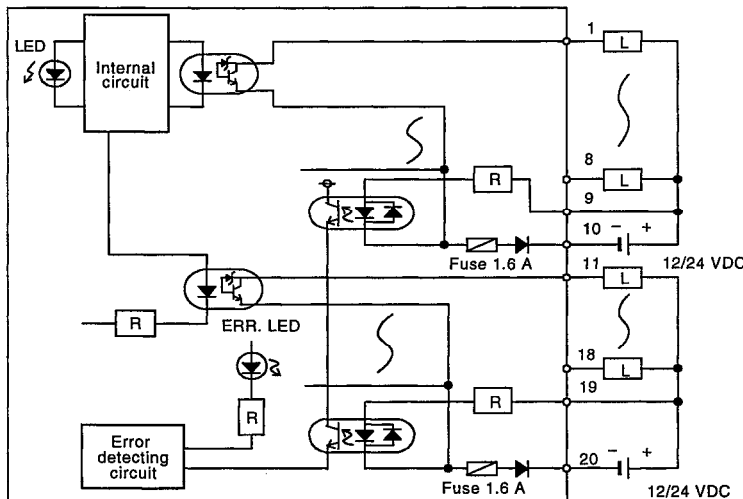 LED
Internal
circuit
1
L
8
L
R
9
10
- +
Fuse 1.6 A
12/24 VDC
11
L
R
ERR. LED
18
L
19
R
R
Error
detecting
circuit
20
- +
Fuse 1.6 A
12/24 VDC